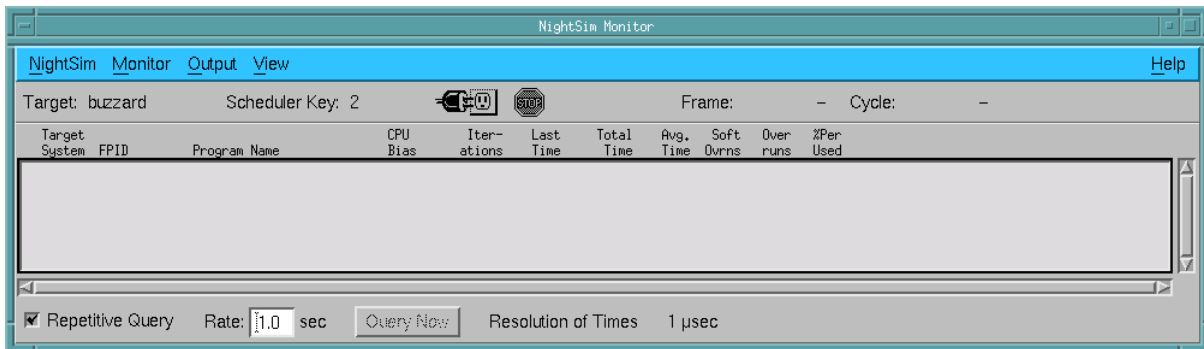 NightSim Monitor
NightSim Monitor Output View Help
Target: buzzard Scheduler Key: 2 STOP Frame: - Cycle: -
Target CPU Iter- Last Total Avg. Soft Over %Per
System FPID Program Name Bias ations Time Time Time Ovrns runs Used
Repetitive Query Rate: 1.0 sec Query Now Resolution of Times 1 µsec